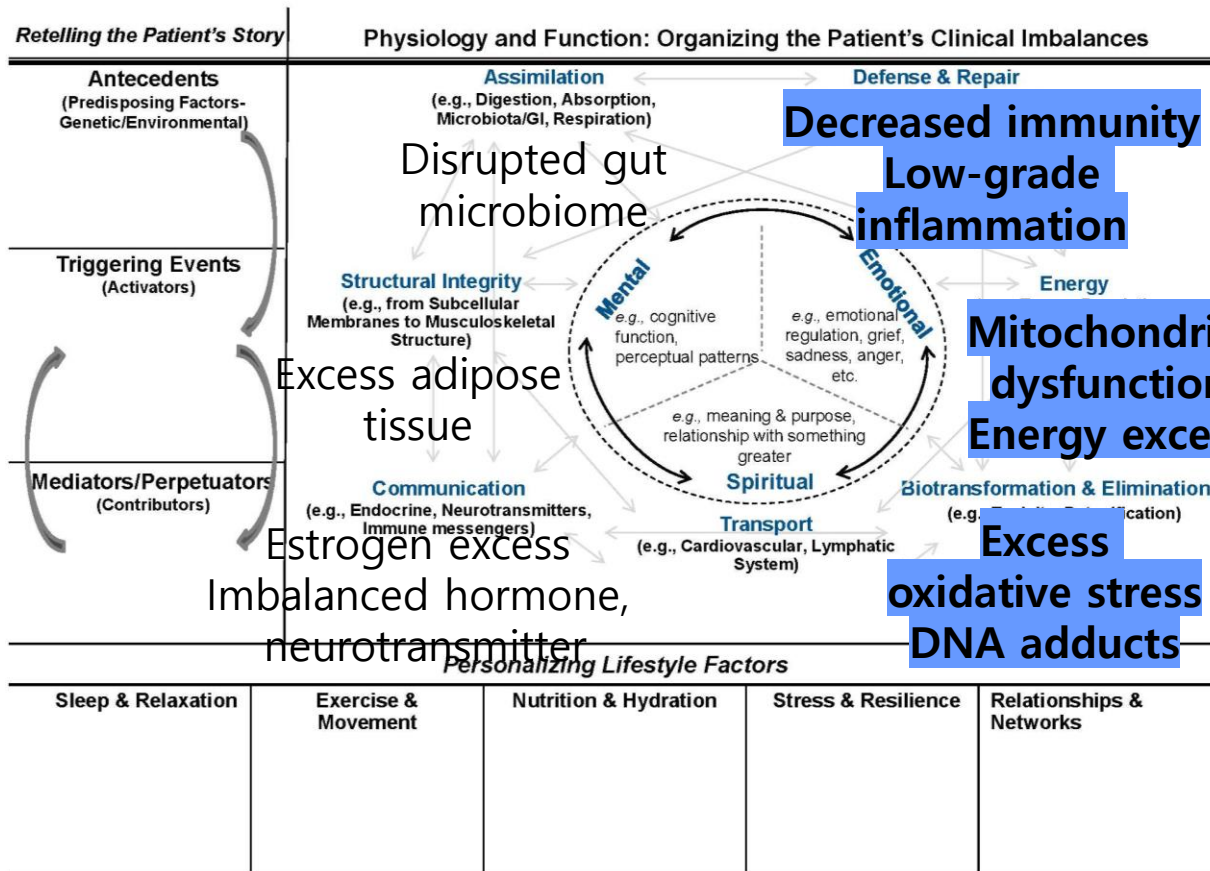 Retelling the Patient's Story
Physiology and Function: Organizing the Patient's Clinical Imbalances
Antecedents
(Predisposing Factors-
Genetic/Environmental)
Triggering Events
(Activators)
Mediators/Perpetuators
(Contributors)
Assimilation
(e.g., Digestion, Absorption,
Microbiota/GI, Respiration)
Disrupted gut
microbiome
Defense & Repair
Decreased immunity
Low-grade
inflammation
Structural Integrity
(e.g., from Subcellular
Membranes to Musculoskeletal
Structure)
Excess adipose
tissue
Mental
e.g., cognitive
function,
perceptual patterns
Emotional
e.g., emotional
regulation, grief,
sadness, anger,
etc.
e.g., meaning & purpose,
relationship with something
greater
Spiritual
Energy
Mitochondri
dysfunction
Energy exce
Communication
(e.g., Endocrine, Neurotransmitters,
Immune messengers)
Estrogen excess
Imbalanced hormone,
neurotransmitter
Transport
(e.g., Cardiovascular, Lymphatic
System)
Biotransformation & Elimination
(e.g.
Excess
oxidative stress
DNA adducts
Personalizing Lifestyle Factors
Sleep & Relaxation
Exercise &
Movement
Nutrition & Hydration
Stress & Resilience
Relationships &
Networks